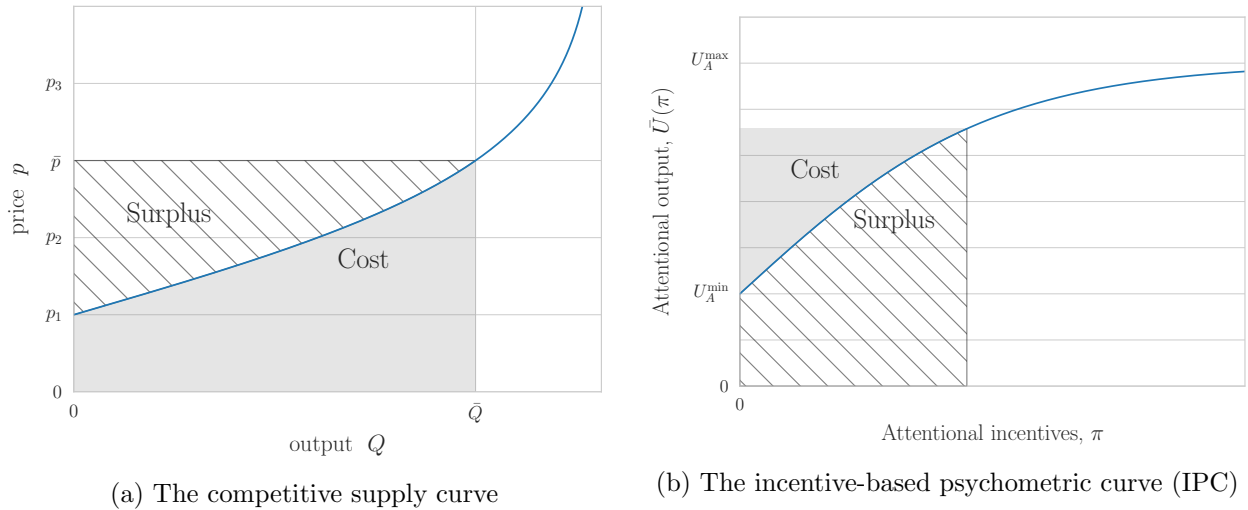 price p
p₃
p̄
p₂
p₁
0
Surplus
Cost
0
Q̄
output Q
(a) The competitive supply curve
Attentional output, Ū(π)
U_A^max
U_A^min
0
Cost
Surplus
0
Attentional incentives, π
(b) The incentive-based psychometric curve (IPC)